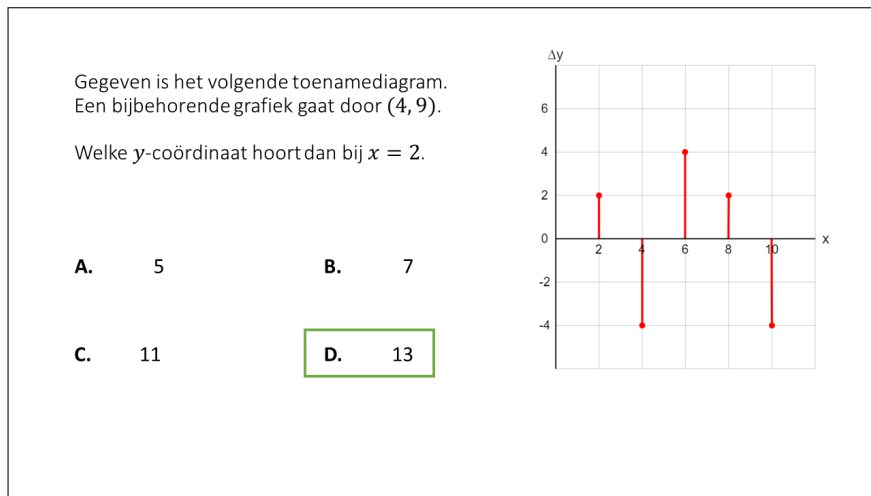 Gegeven is het volgende toenamediagram.
Een bijbehorende grafiek gaat door (4, 9).
Welke y-coördinaat hoort dan bij x = 2.
A. 5
B. 7
C. 11
D. 13
Δy
6
4
2
0
-2
-4
2 4 6 8 10
x